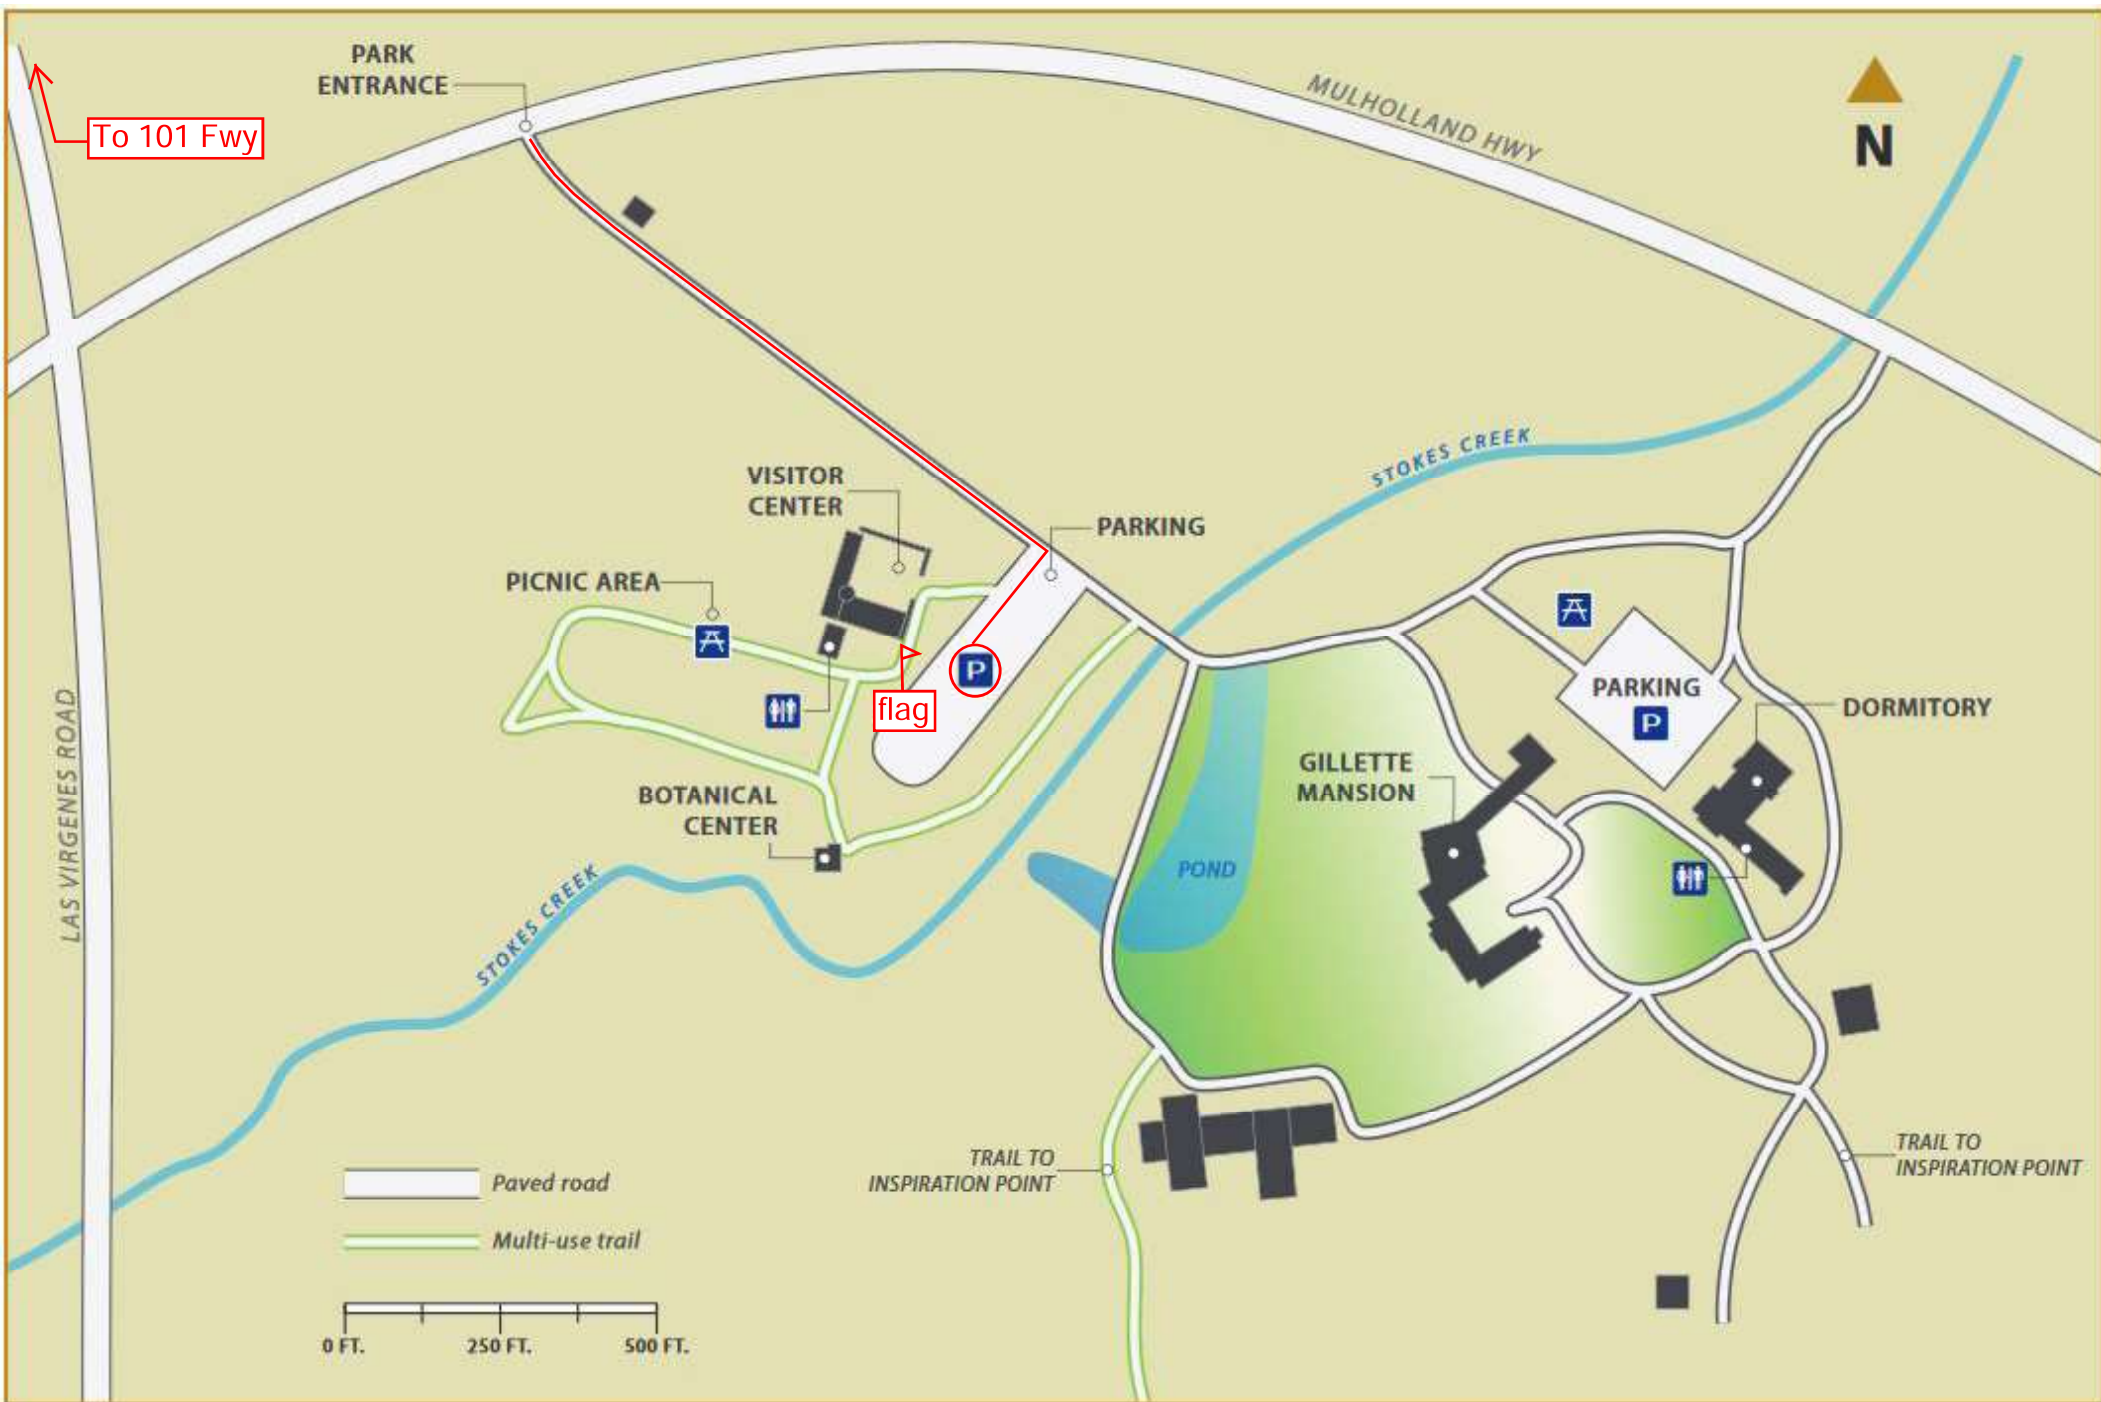 PARK
ENTRANCE
To 101 Fwy
MULHOLLAND HWY
N
STOKES CREEK
VISITOR
CENTER
PARKING
PICNIC AREA
P
flag
PARKING
P
DORMITORY
LAS VIRGENES ROAD
GILLETTE
MANSION
BOTANICAL
CENTER
POND
STOKES CREEK
TRAIL TO
INSPIRATION POINT
TRAIL TO
INSPIRATION POINT
Paved road
Multi-use trail
0 FT.
250 FT.
500 FT.